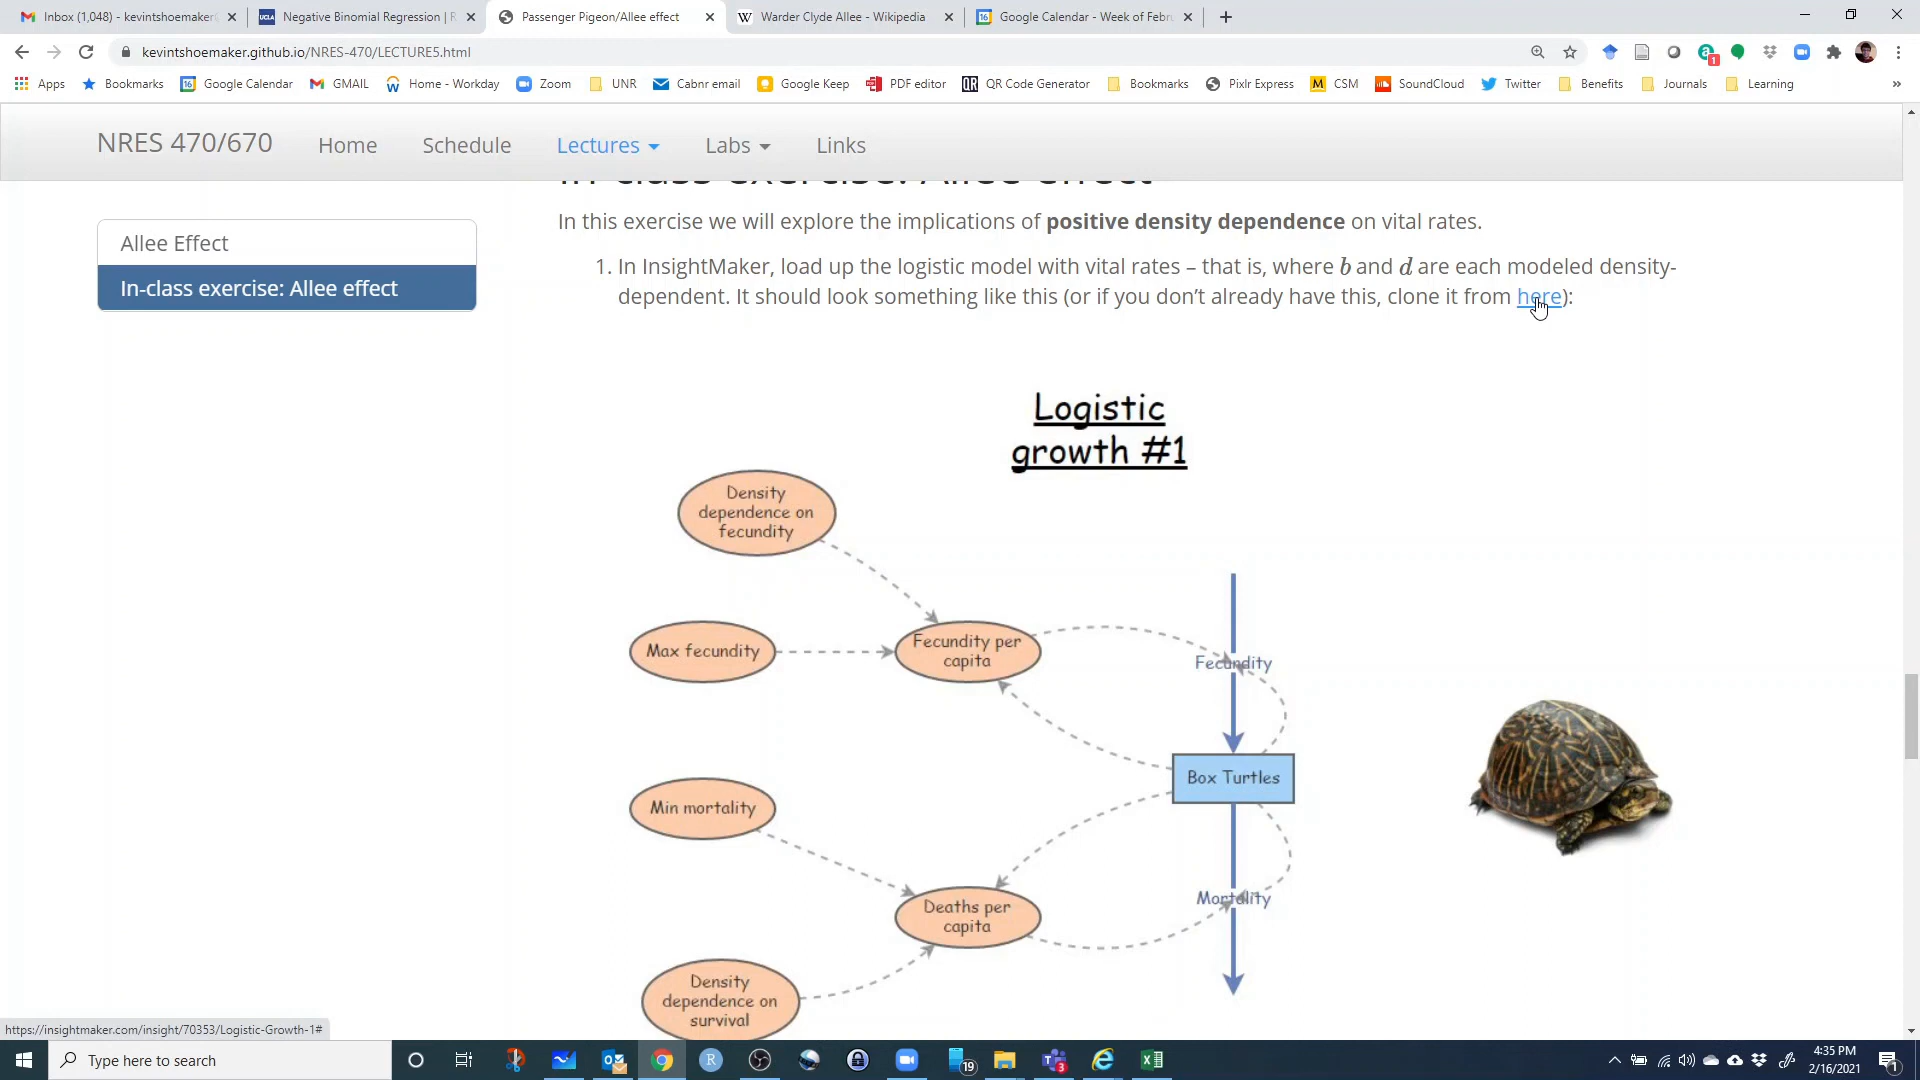 Inbox (1,048) - kevintshoemaker
Negative Binomial Regression | R
Passenger Pigeon/Allee effect
Warder Clyde Allee - Wikipedia
Google Calendar - Week of Febr
kevintshoemaker.github.io/NRES-470/LECTURE5.html
Apps Bookmarks Google Calendar GMAIL Home - Workday Zoom UNR Cabnr email Google Keep PDF editor QR Code Generator Bookmarks Pixlr Express CSM SoundCloud Twitter Benefits Journals Learning »
NRES 470/670 Home Schedule Lectures Labs Links
In-class exercise: Allee effect
Allee Effect
In-class exercise: Allee effect
In this exercise we will explore the implications of positive density dependence on vital rates.
1. In InsightMaker, load up the logistic model with vital rates – that is, where b and d are each modeled density-
dependent. It should look something like this (or if you don't already have this, clone it from here):
Logistic
growth #1
Density
dependence on
fecundity
Max fecundity
Fecundity per
capita
Fecundity
Box Turtles
Min mortality
Deaths per
capita
Mortality
Density
dependence on
survival
https://insightmaker.com/insight/70353/Logistic-Growth-1#
Type here to search
19
3
4:35 PM
2/16/2021
1